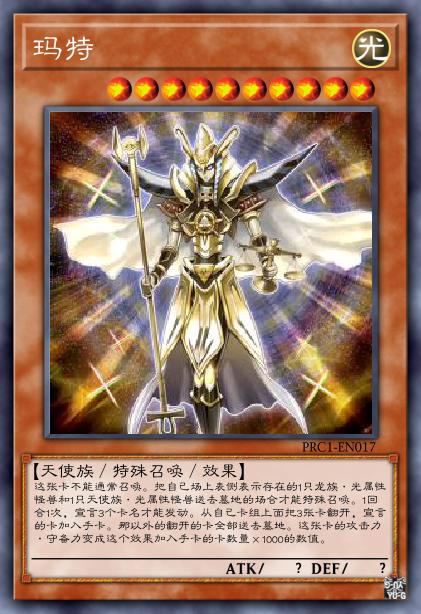 玛特
光
PRC1-EN017
【天使族／特殊召唤／效果】
这张卡不能通常召唤。把自己场上表侧表示存在的1只龙族·光属性
怪兽和1只天使族·光属性怪兽送去墓地的场合才能特殊召唤。1回
合1次，宣言3个卡名才能发动。从自己卡组上面把3张卡翻开，宣言
的卡加入手卡。那以外的翻开的卡全部送去墓地。这张卡的攻击力
·守备力变成这个效果加入手卡的卡数量×1000的数值。
ATK/ ? DEF/ ?